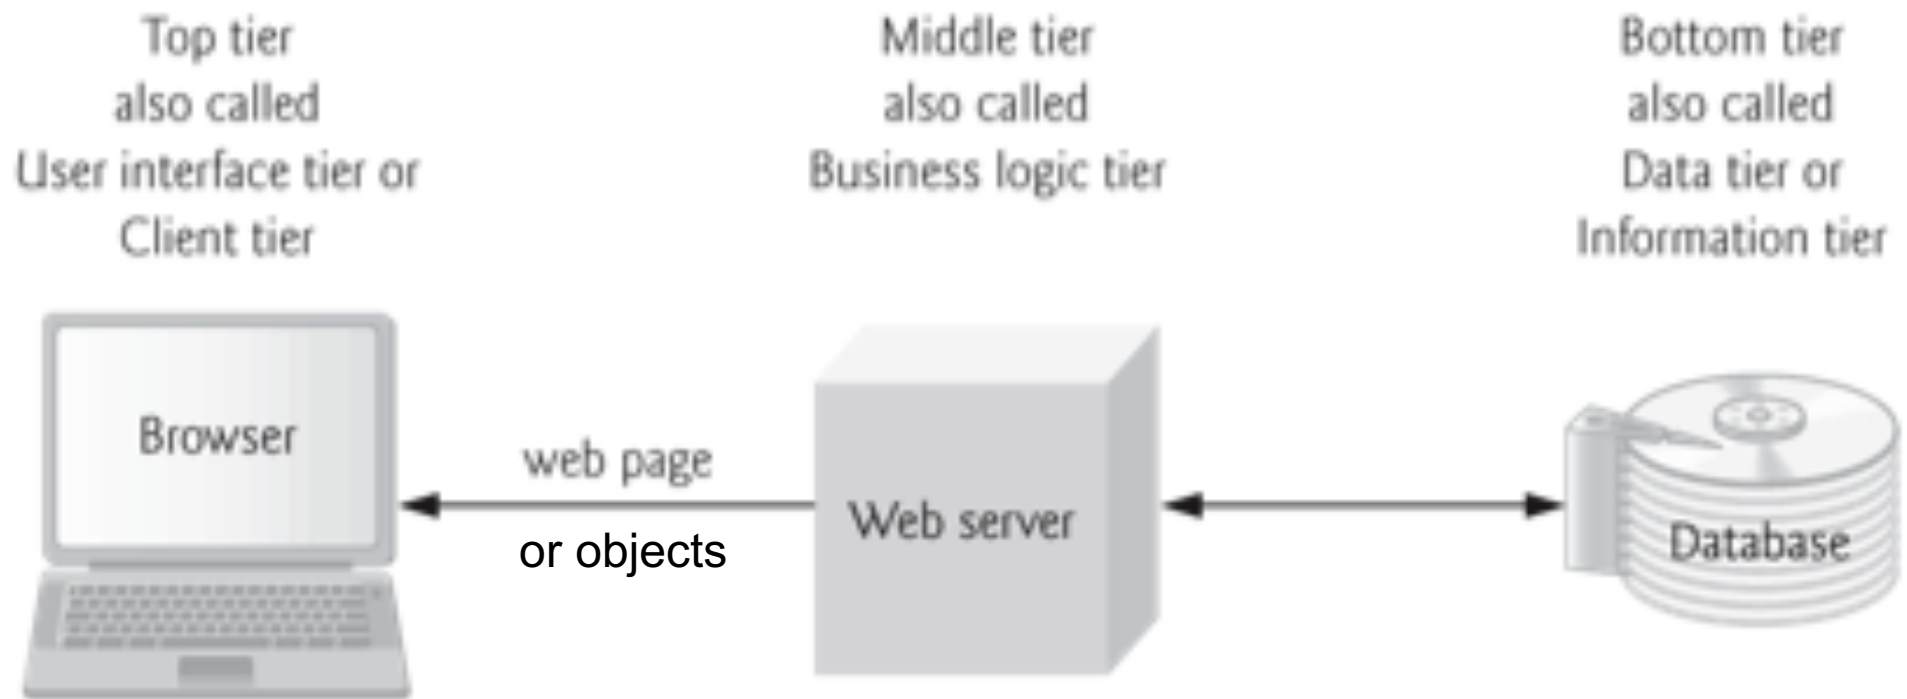 Top tier
also called
User interface tier or
Client tier
Middle tier
also called
Business logic tier
Bottom tier
also called
Data tier or
Information tier
Browser
web page
or objects
Web server
Database